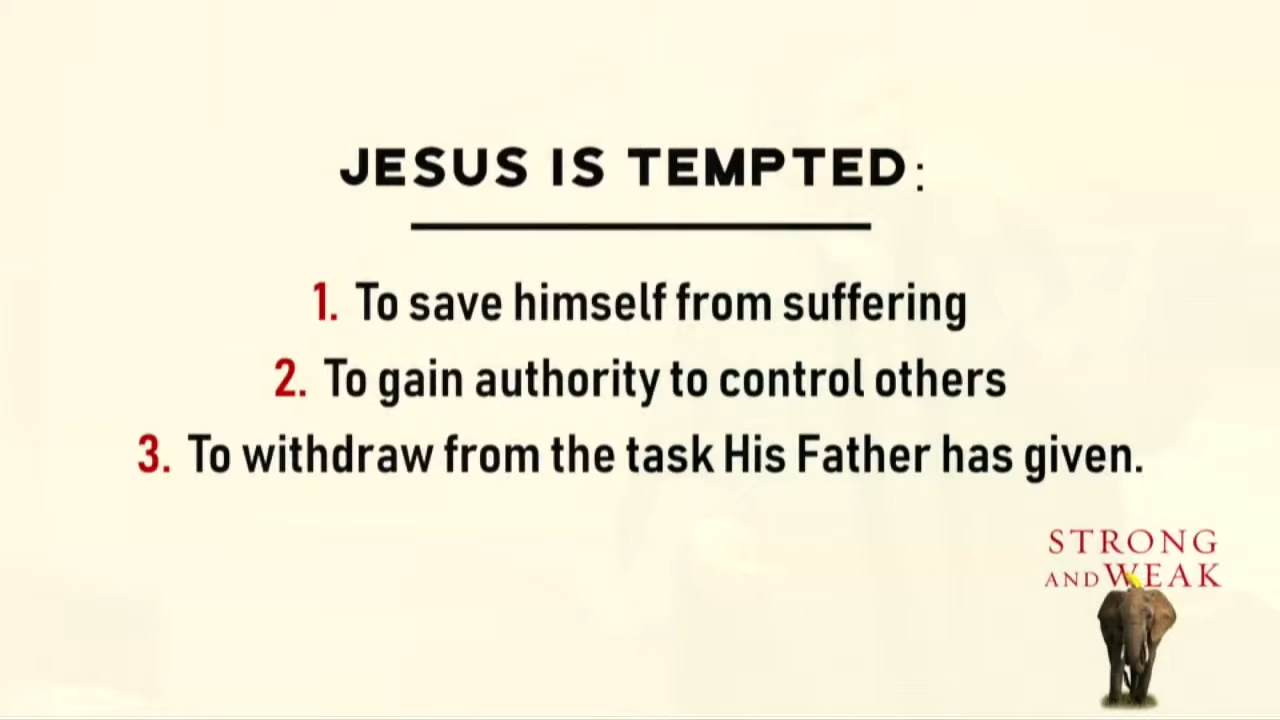 JESUS IS TEMPTED:
1. To save himself from suffering
2. To gain authority to control others
3. To withdraw from the task His Father has given.
STRONG
AND WEAK